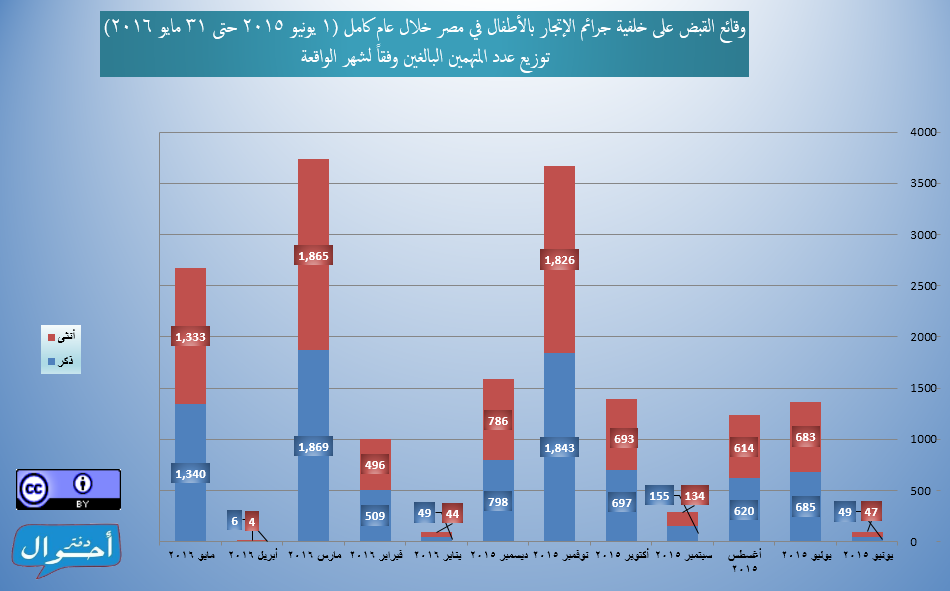 وقائع القبض على خلفية جرائم الإتجار بالأطفال في مصر خلال عام كامل (١ يونيو ٢٠١٥ حتى ٣١ مايو ٢٠١٦)
توزيع عدد المتهمين البالغين وفقاً لشهر الواقعة
4000
3500
3000
2500
2000
1500
1000
500
0
47
49
683
685
614
620
134
155
693
697
1,826
1,843
786
798
44
49
496
509
1,865
1,869
4
6
1,333
1,340
يونيو ٢٠١٥
يوليو ٢٠١٥
أغسطس
٢٠١٥
سبتمبر ٢٠١٥
أكتوبر ٢٠١٥
نوفمبر ٢٠١٥
ديسمبر ٢٠١٥
يناير ٢٠١٦
فبراير ٢٠١٦
مارس ٢٠١٦
أبريل ٢٠١٦
مايو ٢٠١٦
أنثى
ذكر
cc
BY
دفتر
أحوال